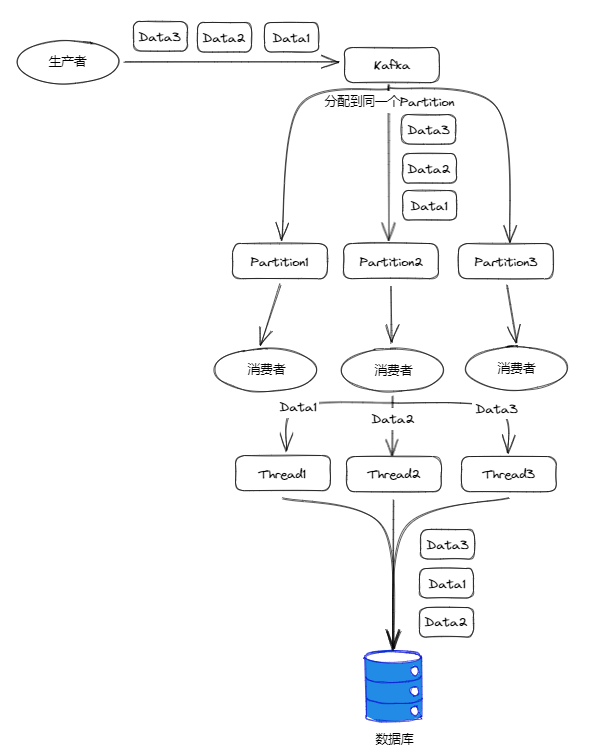 Data3 Data2 Data1
生产者
Kafka
分配到同一个Partition
Data3
Data2
Data1
Partition1 Partition2 Partition3
消费者 消费者 消费者
Data1 Data2 Data3
Thread1 Thread2 Thread3
Data3
Data1
Data2
数据库